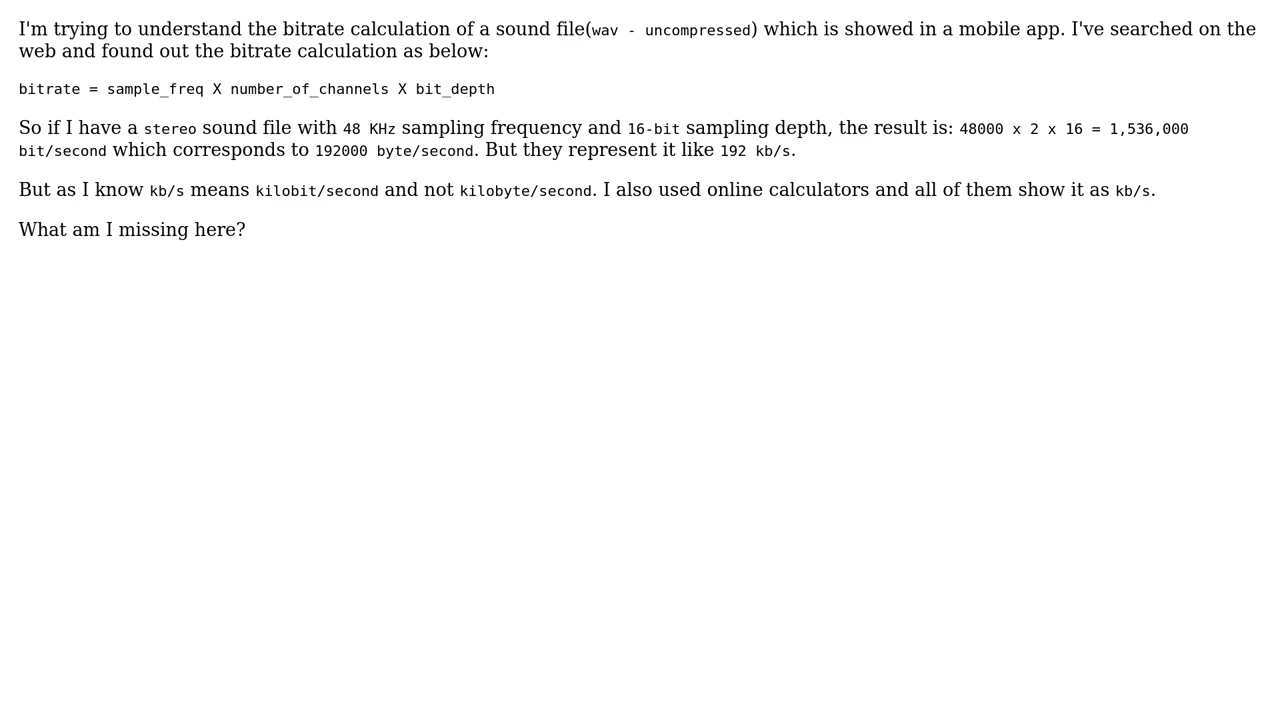 I'm trying to understand the bitrate calculation of a sound file(wav - uncompressed) which is showed in a mobile app. I've searched on the
web and found out the bitrate calculation as below:
bitrate = sample_freq X number_of_channels X bit_depth
So if I have a stereo sound file with 48 KHz sampling frequency and 16-bit sampling depth, the result is: 48000 x 2 x 16 = 1,536,000
bit/second which corresponds to 192000 byte/second. But they represent it like 192 kb/s.
But as I know kb/s means kilobit/second and not kilobyte/second. I also used online calculators and all of them show it as kb/s.
What am I missing here?